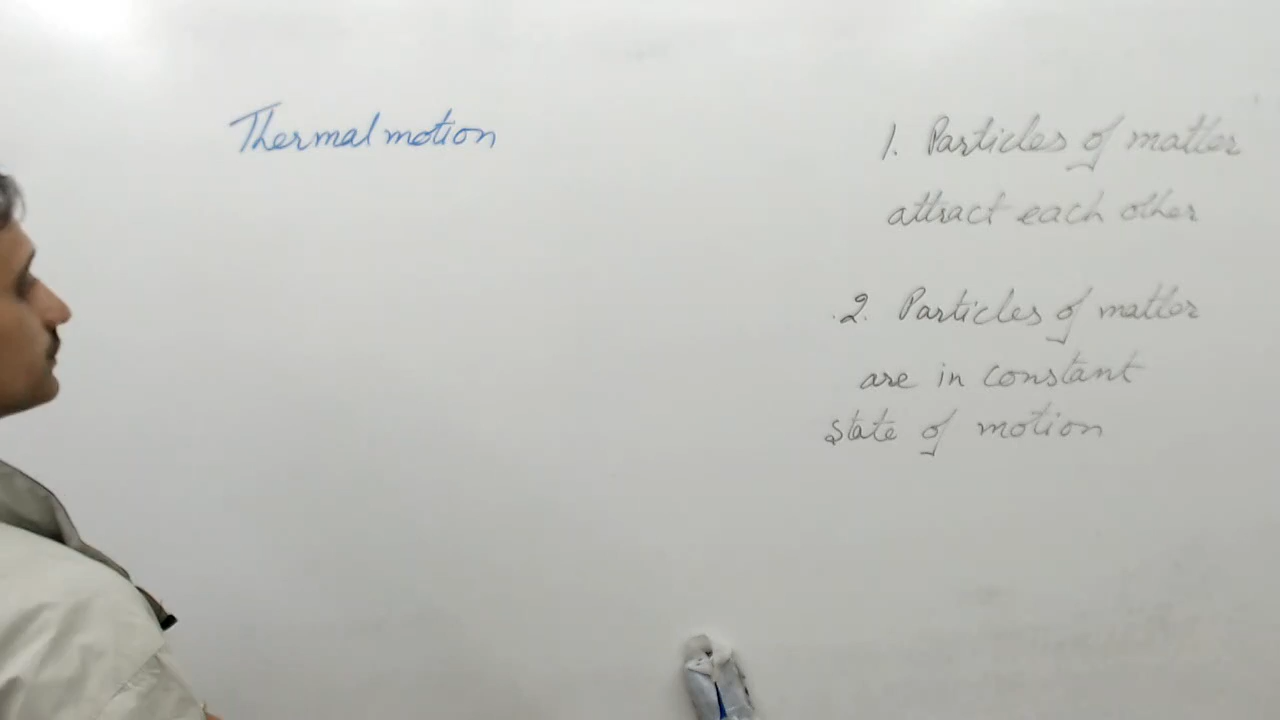 Thermal motion
1. Particles of matter
attract each other
2. Particles of matter
are in constant
state of motion